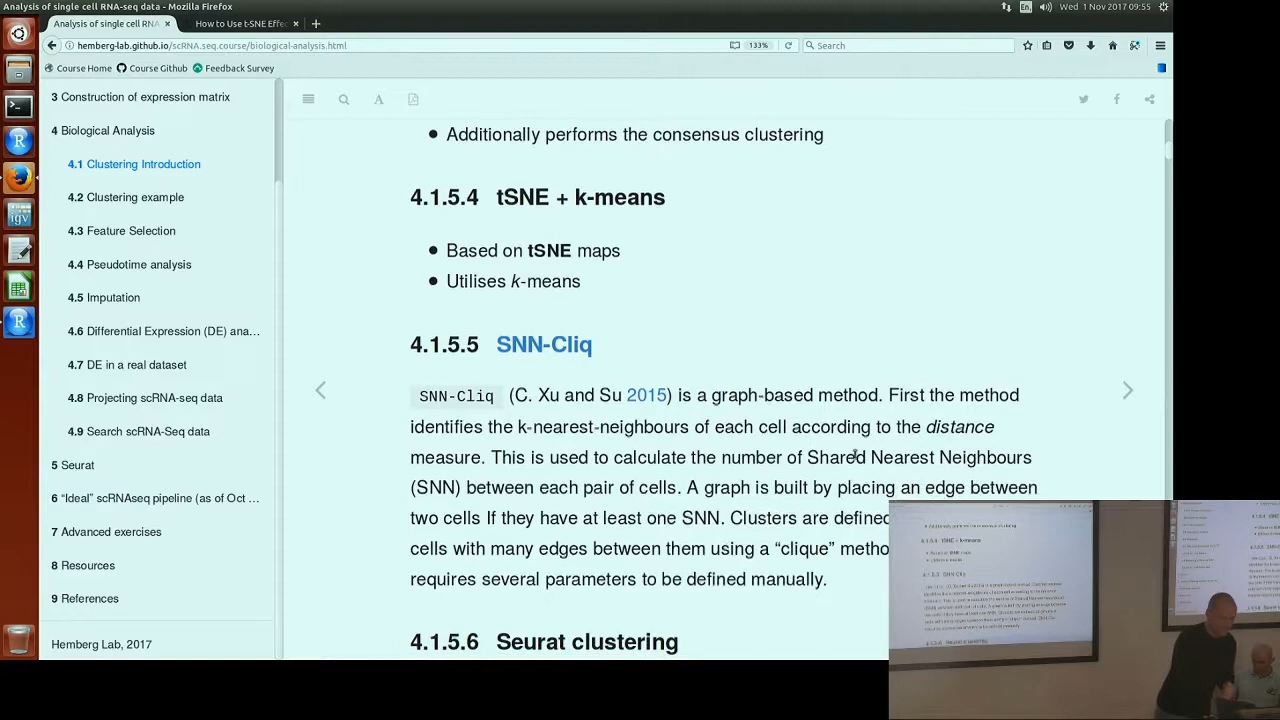 Analysis of single cell RNA-seq data - Mozilla Firefox
En
Wed 1 Nov 2017 09:55
Analysis of single cell RNA ×
How to Use t-SNE Effec ×
hemberg-lab.github.io/scRNA.seq.course/biological-analysis.html
133%
Search
Course Home Course Github Feedback Survey
3 Construction of expression matrix
4 Biological Analysis
4.1 Clustering Introduction
4.2 Clustering example
4.3 Feature Selection
4.4 Pseudotime analysis
4.5 Imputation
4.6 Differential Expression (DE) ana…
4.7 DE in a real dataset
4.8 Projecting scRNA-seq data
4.9 Search scRNA-Seq data
5 Seurat
6 “Ideal” scRNAseq pipeline (as of Oct …
7 Advanced exercises
8 Resources
9 References
Hemberg Lab, 2017
• Additionally performs the consensus clustering
4.1.5.4 tSNE + k-means
• Based on tSNE maps
• Utilises k-means
4.1.5.5 SNN-Cliq
SNN-Cliq (C. Xu and Su 2015) is a graph-based method. First the method
identifies the k-nearest-neighbours of each cell according to the distance
measure. This is used to calculate the number of Shared Nearest Neighbours
(SNN) between each pair of cells. A graph is built by placing an edge between
two cells If they have at least one SNN. Clusters are defined
cells with many edges between them using a “clique” metho
requires several parameters to be defined manually.
4.1.5.6 Seurat clustering